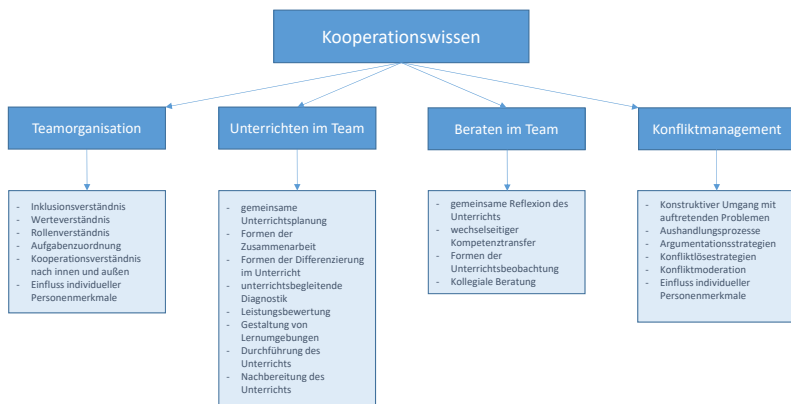 Kooperationswissen
Teamorganisation
Unterrichten im Team
Beraten im Team
Konfliktmanagement
- Inklusionsverständnis
- Werteverständnis
- Rollenverständnis
- Aufgabenzuordnung
- Kooperationsverständnis
nach innen und außen
- Einfluss individueller
Personenmerkmale
- gemeinsame
Unterrichtsplanung
- Formen der
Zusammenarbeit
- Formen der Differenzierung
im Unterricht
- unterrichtsbegleitende
Diagnostik
- Leistungsbewertung
- Gestaltung von
Lernumgebungen
- Durchführung des
Unterrichts
- Nachbereitung des
Unterrichts
- gemeinsame Reflexion des
Unterrichts
- wechselseitiger
Kompetenztransfer
- Formen der
Unterrichtsbeobachtung
- Kollegiale Beratung
- Konstruktiver Umgang mit
auftretenden Problemen
- Aushandlungsprozesse
- Argumentationsstrategien
- Konfliktlösestrategien
- Konfliktmoderation
- Einfluss individueller
Personenmerkmale